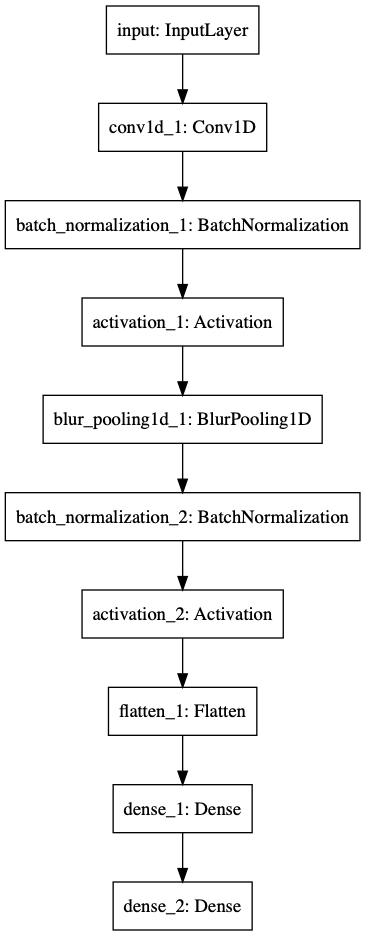 input: InputLayer
conv1d_1: Conv1D
batch_normalization_1: BatchNormalization
activation_1: Activation
blur_pooling1d_1: BlurPooling1D
batch_normalization_2: BatchNormalization
activation_2: Activation
flatten_1: Flatten
dense_1: Dense
dense_2: Dense